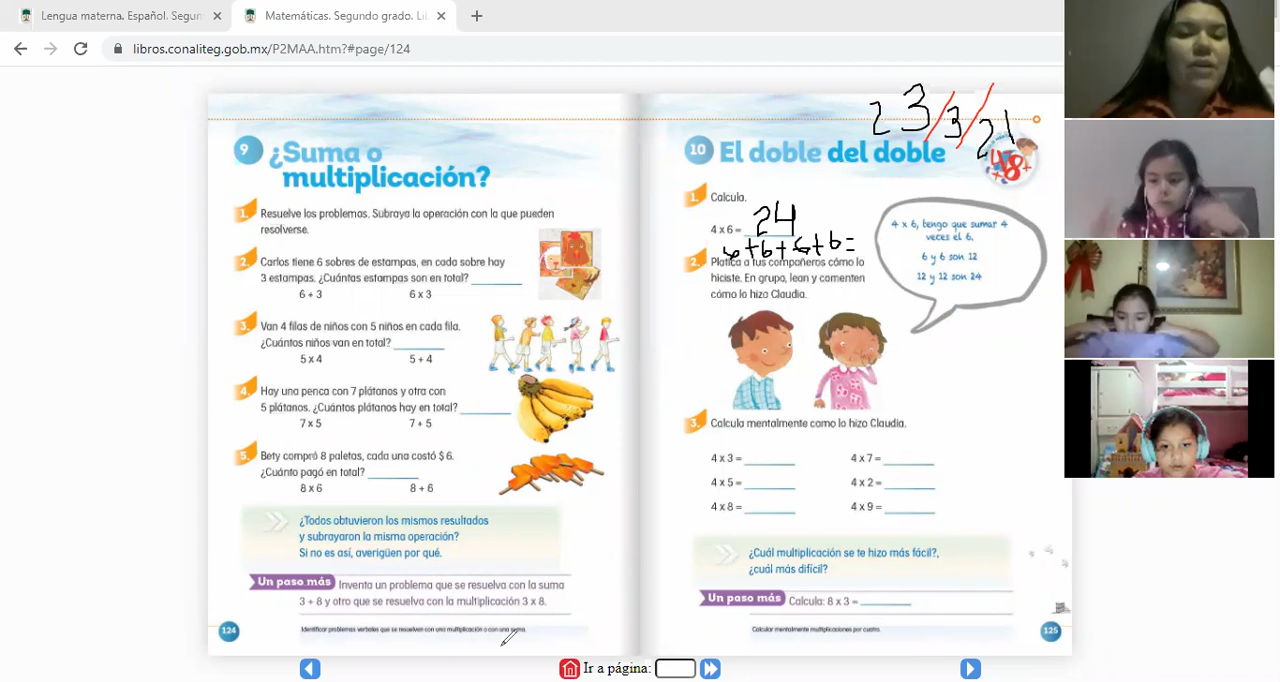 Lengua materna. Español. Segun
Matemáticas. Segundo grado. Li
libros.conaliteg.gob.mx/P2MAA.htm?#page/124
9
¿Suma o
multiplicación?
1. Resuelve los problemas. Subraya la operación con la que pueden
resolverse.
2. Carlos tiene 6 sobres de estampas, en cada sobre hay
3 estampas. ¿Cuántas estampas son en total?
6 + 3 6 x 3
3. Van 4 filas de niños con 5 niños en cada fila.
¿Cuántos niños van en total?
5 x 4 5 + 4
4. Hay una penca con 7 plátanos y otra con
5 plátanos. ¿Cuántos plátanos hay en total?
7 x 5 7 + 5
5. Bety compró 8 paletas, cada una costó $ 6.
¿Cuánto pagó en total?
8 x 6 8 + 6
¿Todos obtuvieron los mismos resultados
y subrayaron la misma operación?
Si no es así, averigüen por qué.
Un paso más Inventa un problema que se resuelva con la suma
3 + 8 y otro que se resuelva con la multiplicación 3 x 8.
124
Identificar problemas verbales que se resuelven con una multiplicación o con una suma.
23/3/21
10 El doble del doble
48
1. Calcula.
4 x 6 = 24
6+6+6+6=
2. Platica a tus compañeros cómo lo
hiciste. En grupo, lean y comenten
cómo lo hizo Claudia.
4 x 6, tengo que sumar 4
veces el 6.
6 y 6 son 12
12 y 12 son 24
3. Calcula mentalmente como lo hizo Claudia.
4 x 3 = 4 x 7 =
4 x 5 = 4 x 2 =
4 x 8 = 4 x 9 =
¿Cuál multiplicación se te hizo más fácil?,
¿cuál más difícil?
Un paso más Calcula: 8 x 3 =
Calcular mentalmente multiplicaciones por cuatro.
125
Ir a página: